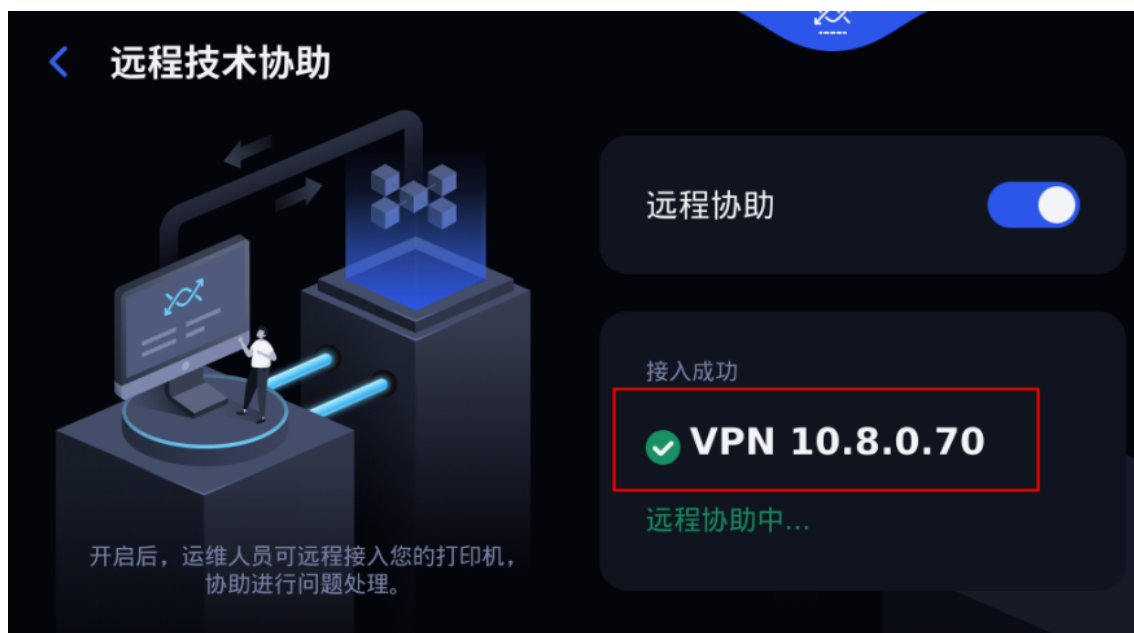 远程技术协助
远程协助
接入成功
VPN 10.8.0.70
远程协助中...
开启后，运维人员可远程接入您的打印机，
协助进行问题处理。